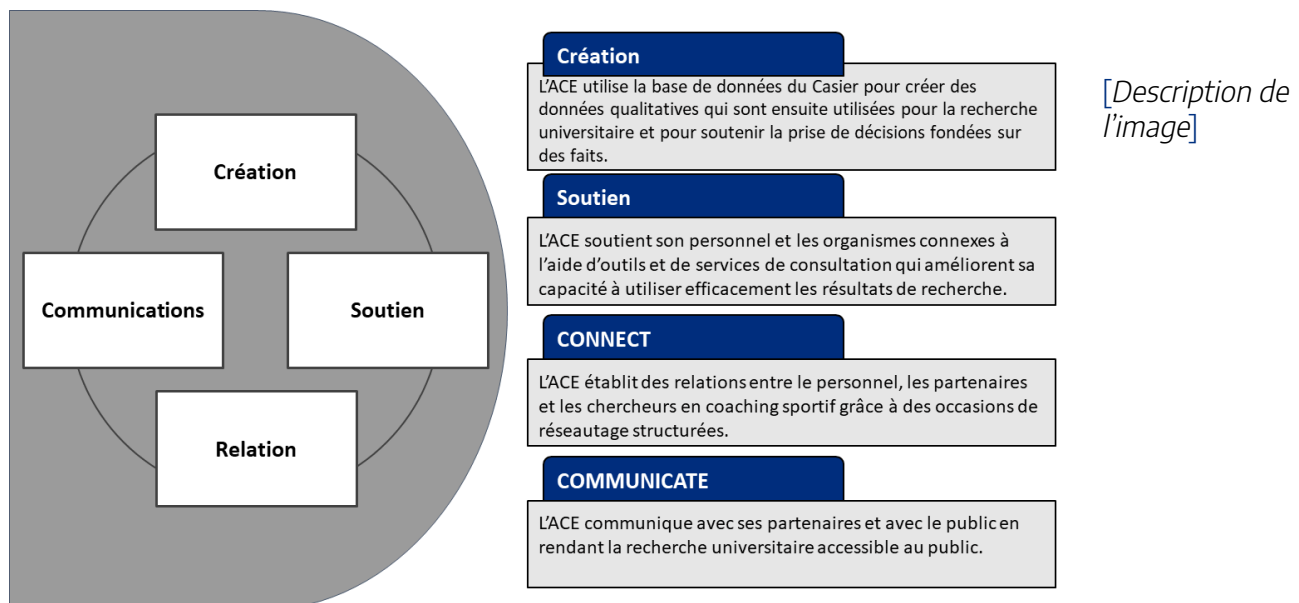 Création
Communications
Soutien
Relation
Création
L’ACE utilise la base de données du Casier pour créer des
données qualitatives qui sont ensuite utilisées pour la recherche
universitaire et pour soutenir la prise de décisions fondées sur
des faits.
Soutien
L’ACE soutient son personnel et les organismes connexes à
l’aide d’outils et de services de consultation qui améliorent sa
capacité à utiliser efficacement les résultats de recherche.
CONNECT
L’ACE établit des relations entre le personnel, les partenaires
et les chercheurs en coaching sportif grâce à des occasions de
réseautage structurées.
COMMUNICATE
L’ACE communique avec ses partenaires et avec le public en
rendant la recherche universitaire accessible au public.
[Description de
l’image]